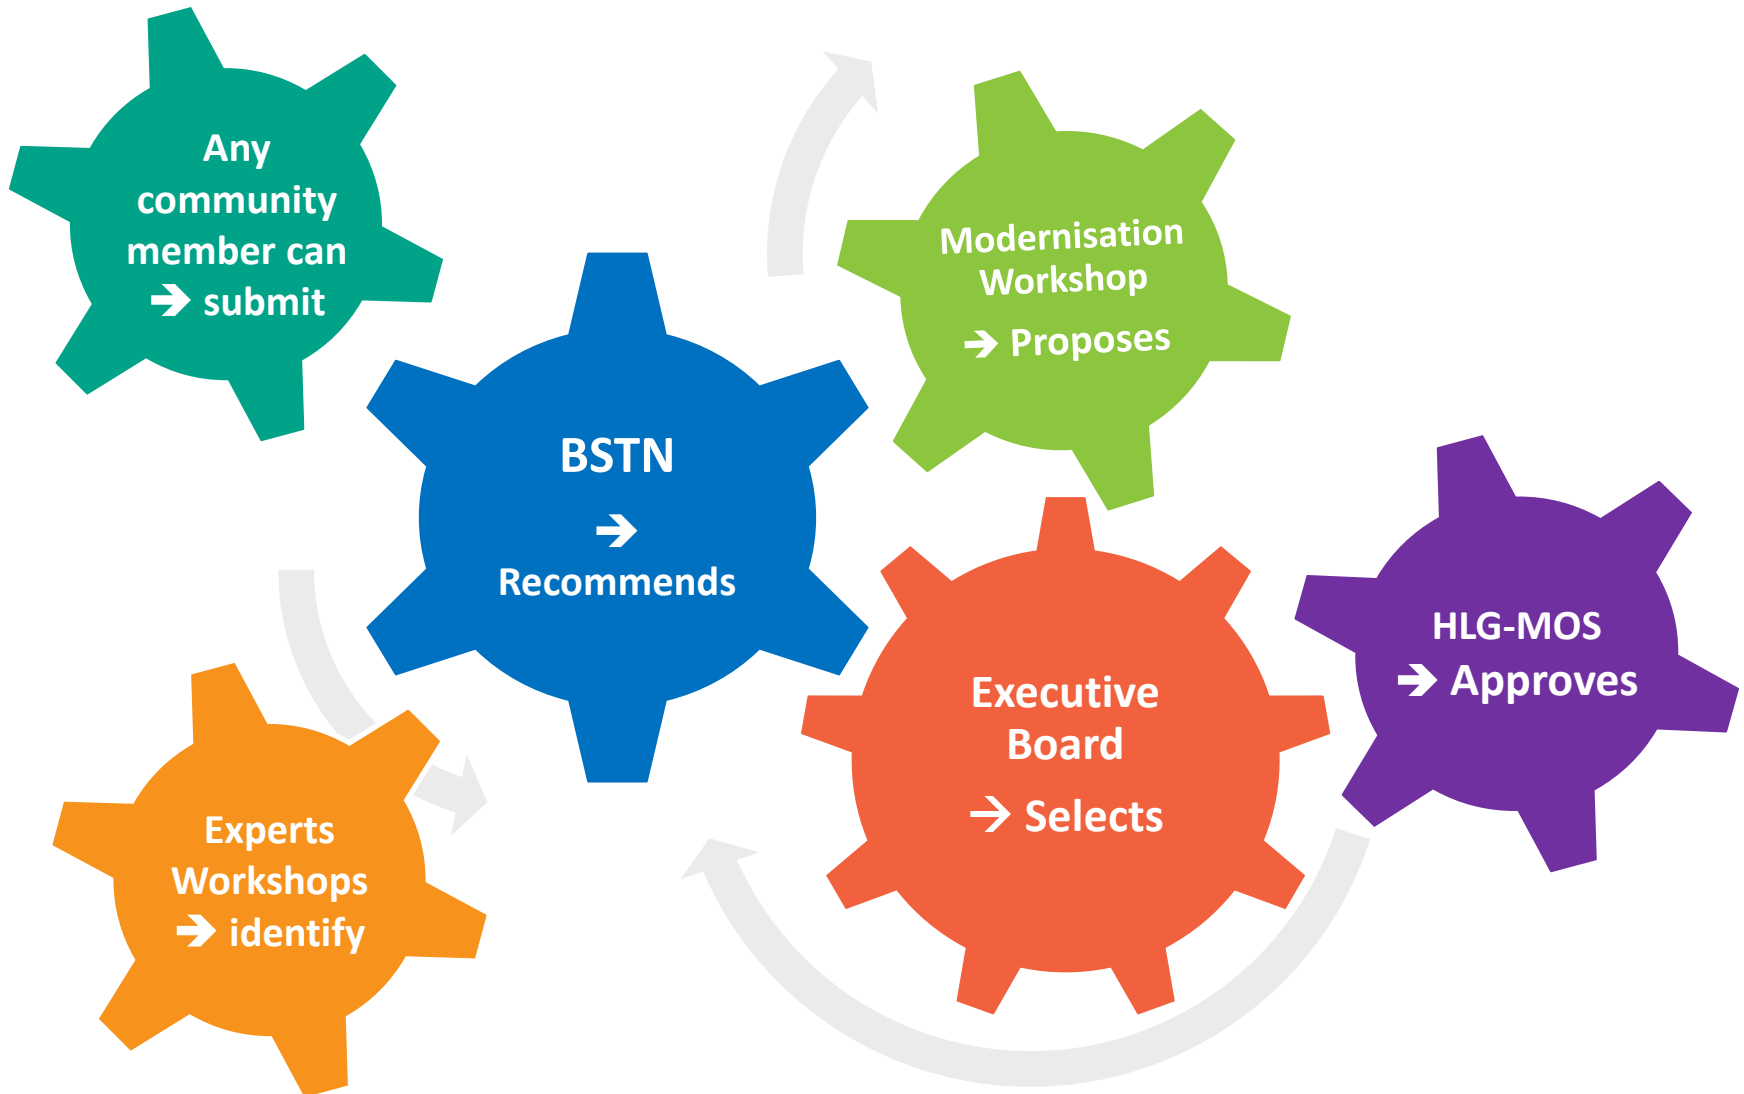 Any
community
member can
➔ submit
BSTN
➔
Recommends
Modernisation
Workshop
➔ Proposes
Experts
Workshops
➔ identify
Executive
Board
➔ Selects
HLG-MOS
➔ Approves